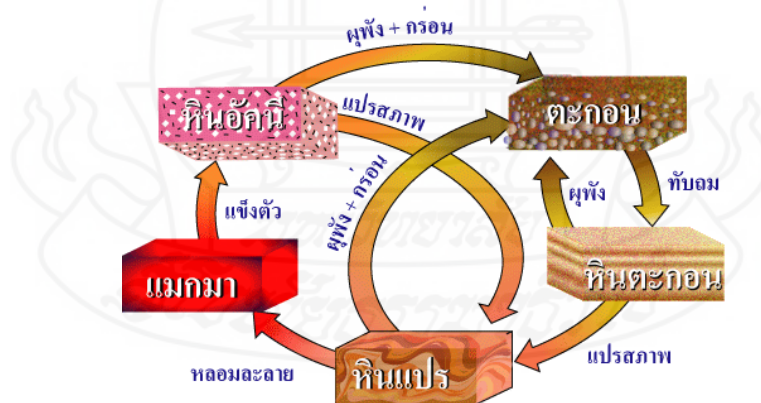 ผุพัง + กร่อน
หินอัคนี
แปรสภาพ
ตะกอน
ผุพัง + กร่อน
ผุพัง
ทับถม
แข็งตัว
แมกมา
หินตะกอน
หลอมละลาย
หินแปร
แปรสภาพ